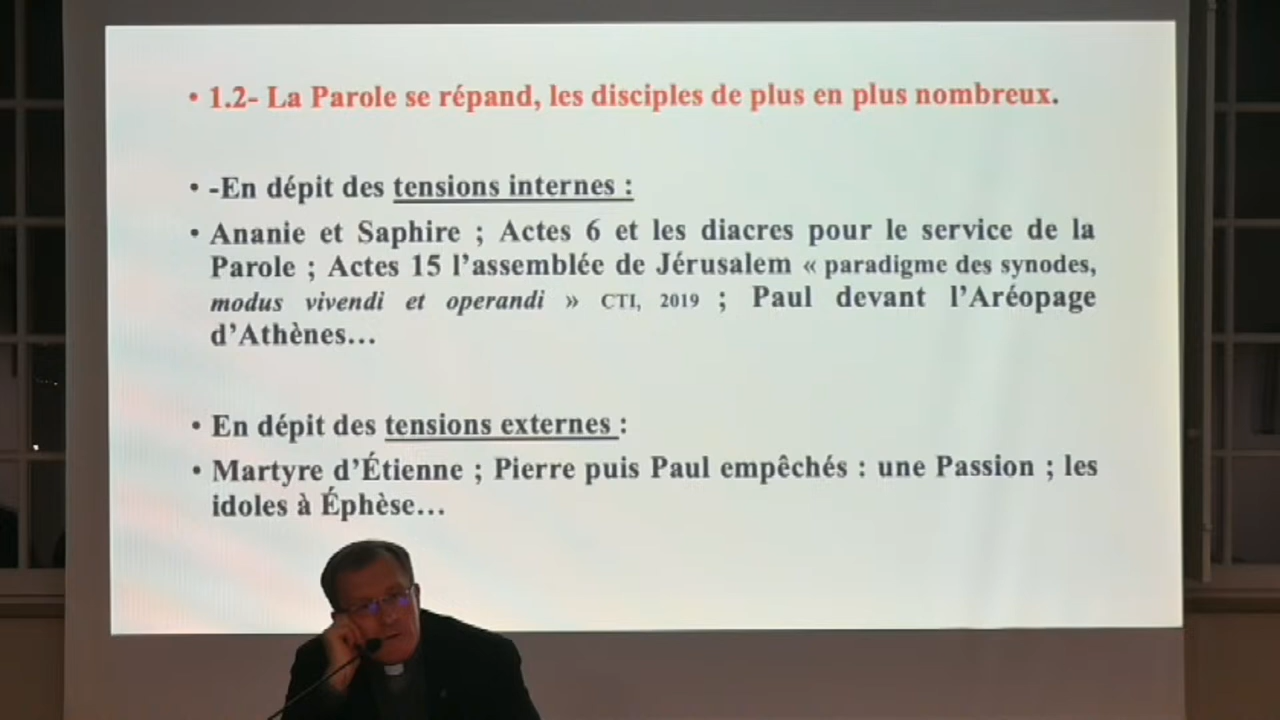 • 1.2- La Parole se répand, les disciples de plus en plus nombreux.
• -En dépit des tensions internes :
• Ananie et Saphire ; Actes 6 et les diacres pour le service de la
Parole ; Actes 15 l’assemblée de Jérusalem « paradigme des synodes,
modus vivendi et operandi » CTI, 2019 ; Paul devant l’Aréopage
d’Athènes…
• En dépit des tensions externes :
• Martyre d’Étienne ; Pierre puis Paul empêchés : une Passion ; les
idoles à Éphèse…